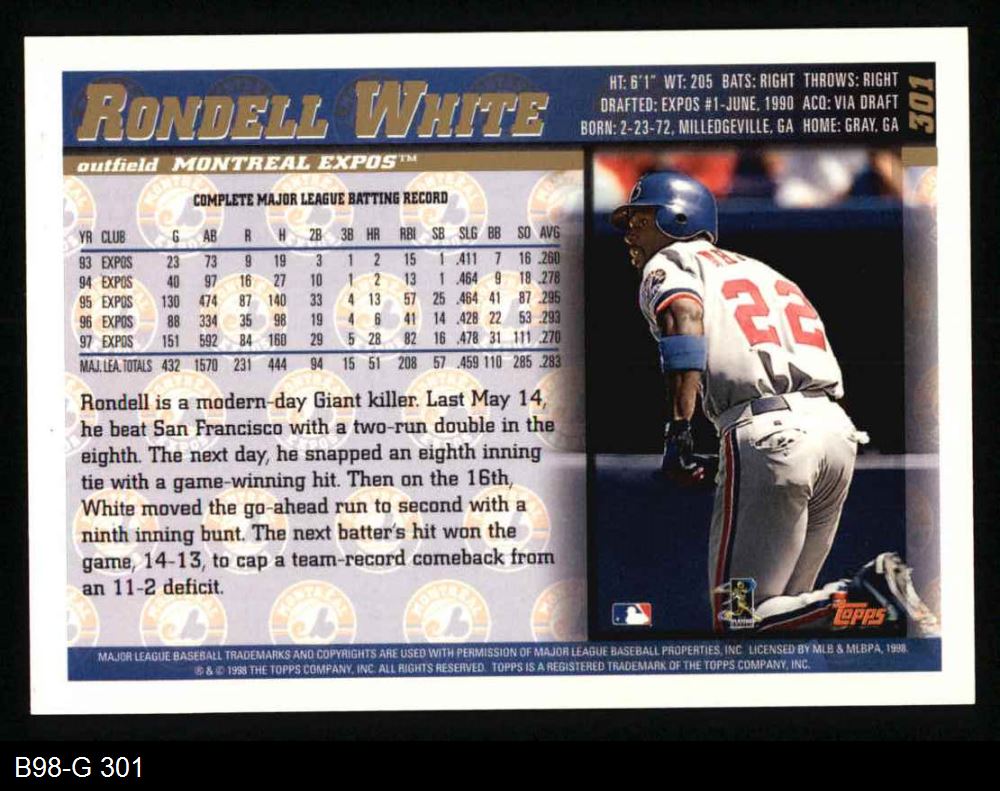 RONDELL WHITE
HT: 6'1" WT: 205 BATS: RIGHT THROWS: RIGHT
DRAFTED: EXPOS #1-JUNE, 1990 ACQ: VIA DRAFT
BORN: 2-23-72, MILLEDGEVILLE, GA HOME: GRAY, GA
301
outfield MONTREAL EXPOS™
COMPLETE MAJOR LEAGUE BATTING RECORD
YR CLUB G AB R H 2B 3B HR RBI SB SLG BB SO AVG
93 EXPOS 23 73 9 19 3 1 2 15 1 .411 7 16 .260
94 EXPOS 40 97 16 27 10 1 2 13 1 .464 9 18 .278
95 EXPOS 130 474 87 140 33 4 13 57 25 .464 41 87 .295
96 EXPOS 88 334 35 98 19 4 6 41 14 .428 22 53 .293
97 EXPOS 151 592 84 160 29 5 28 82 16 .478 31 111 .270
MAJ. LEA. TOTALS 432 1570 231 444 94 15 51 208 57 .459 110 285 .283
Rondell is a modern-day Giant killer. Last May 14,
he beat San Francisco with a two-run double in the
eighth. The next day, he snapped an eighth inning
tie with a game-winning hit. Then on the 16th,
White moved the go-ahead run to second with a
ninth inning bunt. The next batter's hit won the
game, 14-13, to cap a team-record comeback from
an 11-2 deficit.
22
Topps
MAJOR LEAGUE BASEBALL TRADEMARKS AND COPYRIGHTS ARE USED WITH PERMISSION OF MAJOR LEAGUE BASEBALL PROPERTIES, INC LICENSED BY MLB & MLBPA, 1998.
® & © 1998 THE TOPPS COMPANY, INC. ALL RIGHTS RESERVED. TOPPS IS A REGISTERED TRADEMARK OF THE TOPPS COMPANY, INC.
B98-G 301